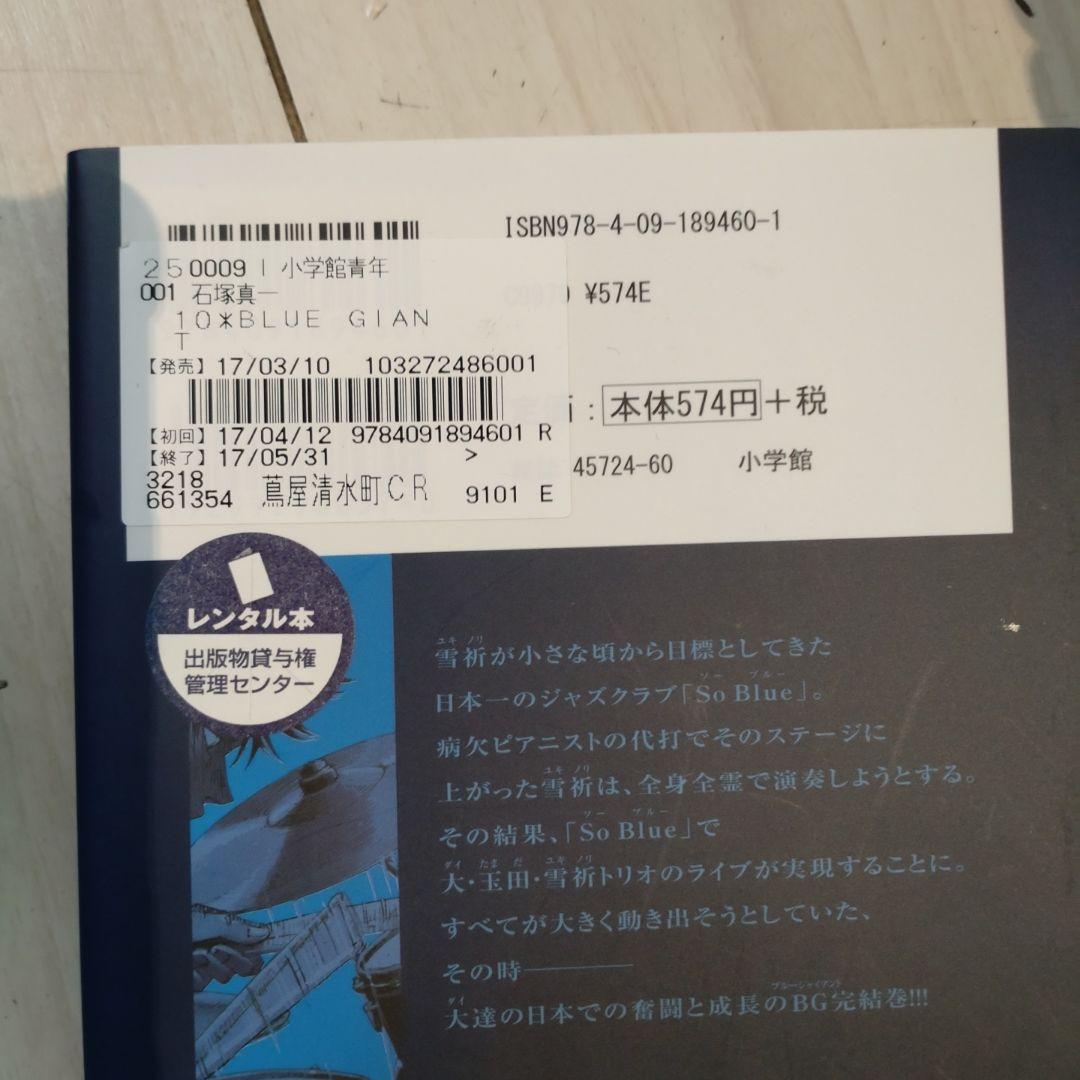 ISBN978-4-09-189460-1
¥574E
:本体574円+税
45724-60 小学館
250009 | 小学館青年
001 石塚真一
10*BLUE GIAN
T
【発売】17/03/10 103272486001
【初回】17/04/12 9784091894601 R
【終了】17/05/31 >
3218
661354 蔦屋清水町CR 9101 E
レンタル本
出版物貸与権
管理センター
雪祈が小さな頃から目標としてきた
日本一のジャズクラブ「So Blue」。
病欠ピアニストの代打でそのステージに
上がった雪祈は、全身全霊で演奏しようとする。
その結果、「So Blue」で
大・玉田・雪祈トリオのライブが実現することに。
すべてが大きく動き出そうとしていた、
その時――――
大達の日本での奮闘と成長のBG完結巻!!!